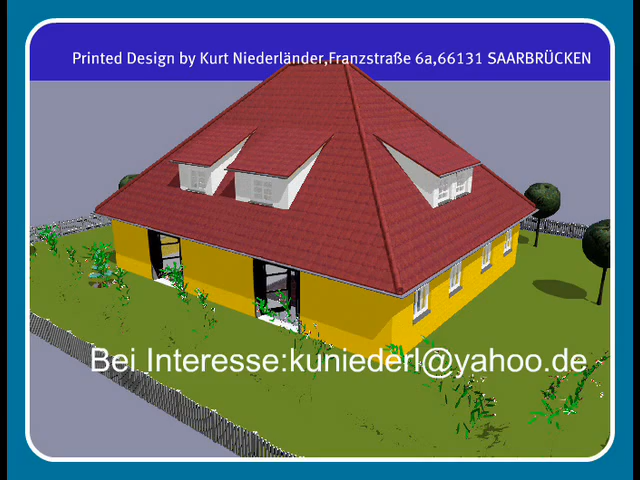 Printed Design by Kurt Niederländer,Franzstraße 6a,66131 SAARBRÜCKEN
Bei Interesse:kuniederl@yahoo.de